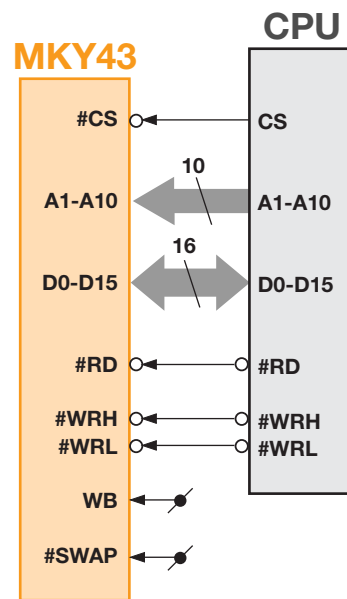 CPU
MKY43
#CS CS
10
A1-A10 A1-A10
16
D0-D15 D0-D15
#RD #RD
#WRH #WRH
#WRL #WRL
WB
#SWAP